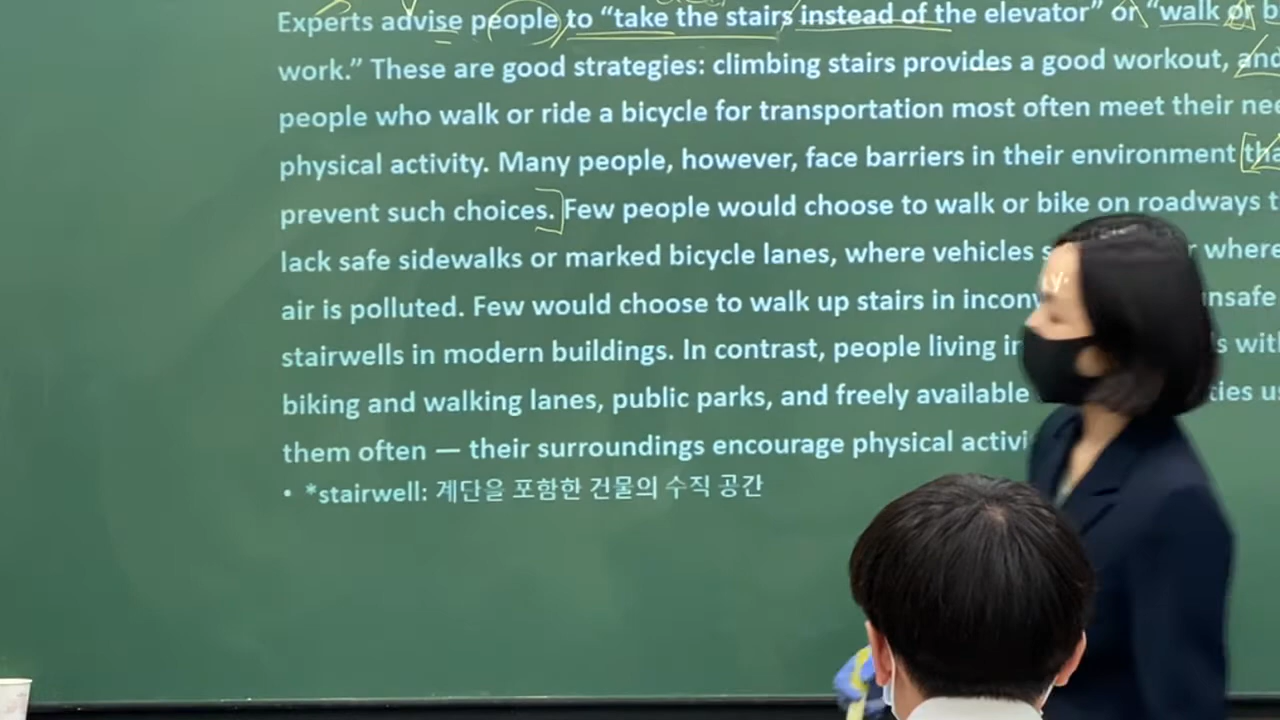 Experts advise people to “take the stairs instead of the elevator” or “walk or
work.” These are good strategies: climbing stairs provides a good workout, and
people who walk or ride a bicycle for transportation most often meet their
physical activity. Many people, however, face barriers in their environment
prevent such choices. Few people would choose to walk or bike on roadways
lack safe sidewalks or marked bicycle lanes, where vehicles where
air is polluted. Few would choose to walk up stairs in
stairwells in modern buildings. In contrast, people living
biking and walking lanes, public parks, and freely available
them often — their surroundings encourage physical
• *stairwell: 계단을 포함한 건물의 수직 공간